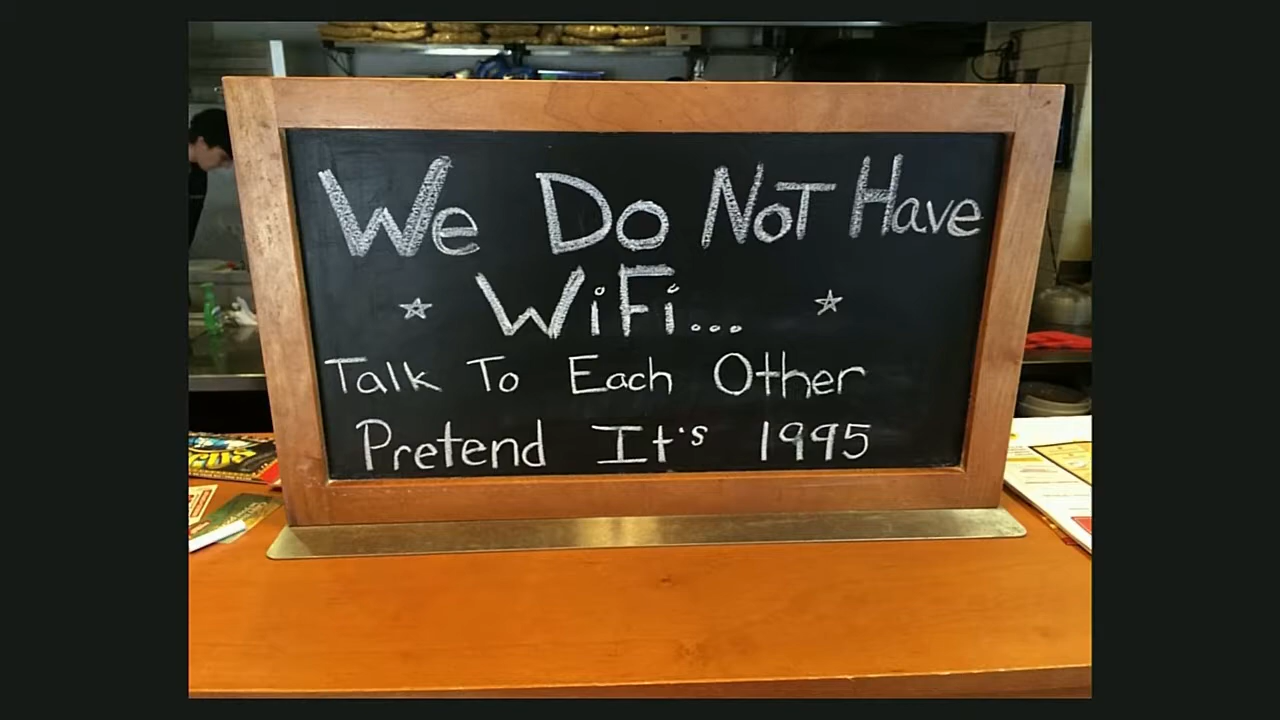 We Do NoT Have
☆ WiFi... ☆
Talk To Each Other
Pretend It's 1995